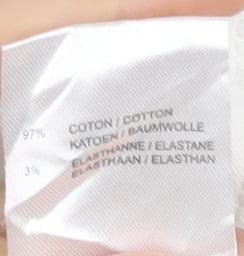 97% COTON / COTTON
KATOEN / BAUMWOLLE
3% ELASTHANNE / ELASTANE
ELASTHAAN / ELASTHAN